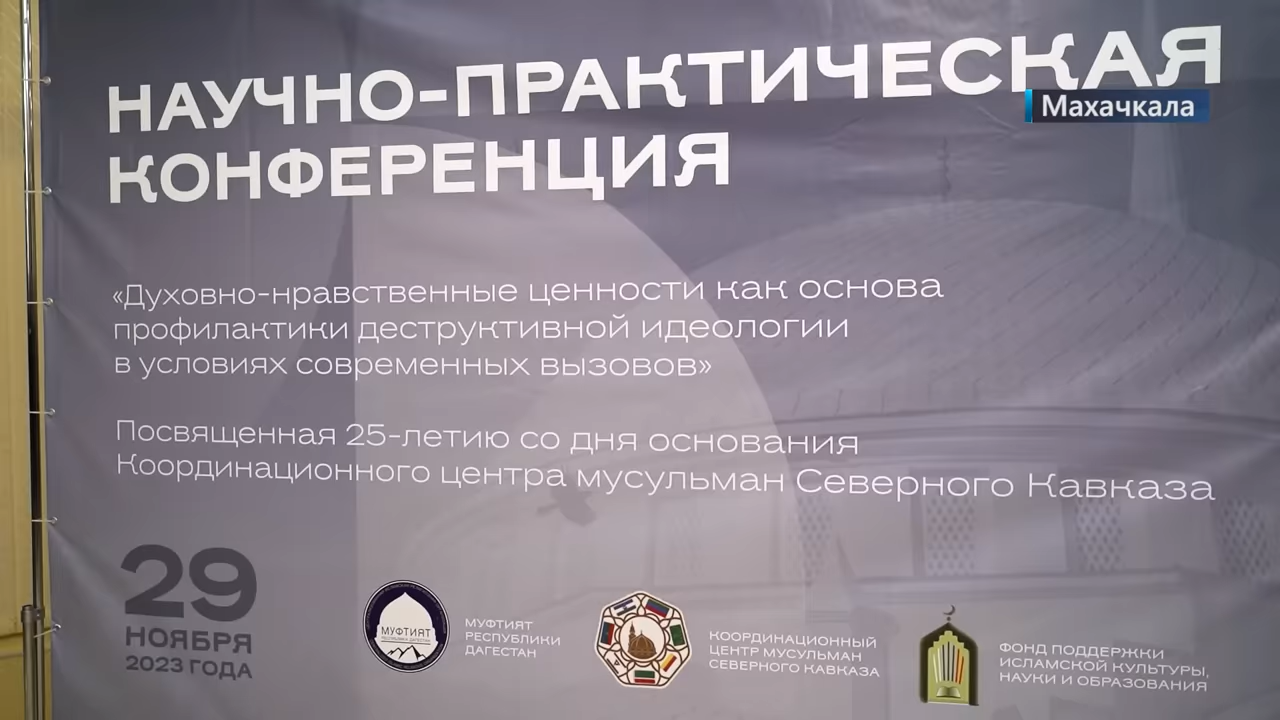 НАУЧНО-ПРАКТИЧЕСКАЯ
Махачкала
КОНФЕРЕНЦИЯ
«Духовно-нравственные ценности как основа
профилактики деструктивной идеологии
в условиях современных вызовов»
Посвященная 25-летию со дня основания
Координационного центра мусульман Северного Кавказа
29
НОЯБРЯ
2023 ГОДА
МУФТИЯТ
РЕСПУБЛИКИ ДАГЕСТАН
МУФТИЯТ
РЕСПУБЛИКИ
ДАГЕСТАН
КООРДИНАЦИОННЫЙ
ЦЕНТР МУСУЛЬМАН
СЕВЕРНОГО КАВКАЗА
ФОНД ПОДДЕРЖКИ
ИСЛАМСКОЙ КУЛЬТУРЫ,
НАУКИ И ОБРАЗОВАНИЯ